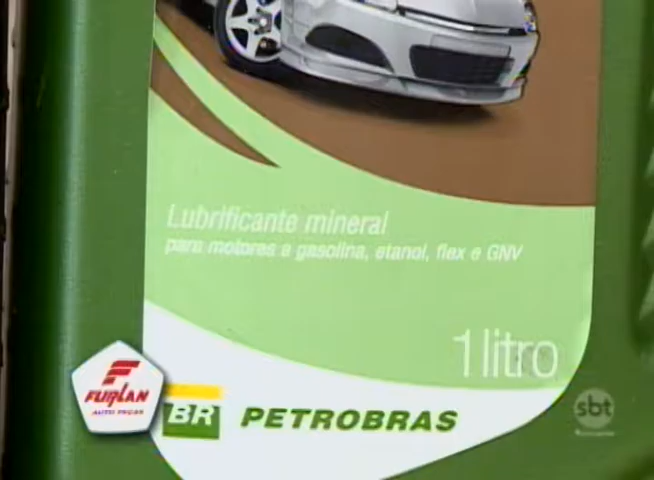 Lubrificante mineral
para motores a gasolina, etanol, flex e GNV
1 litro
FURLAN
AUTO PEÇAS
BR PETROBRAS
sbt